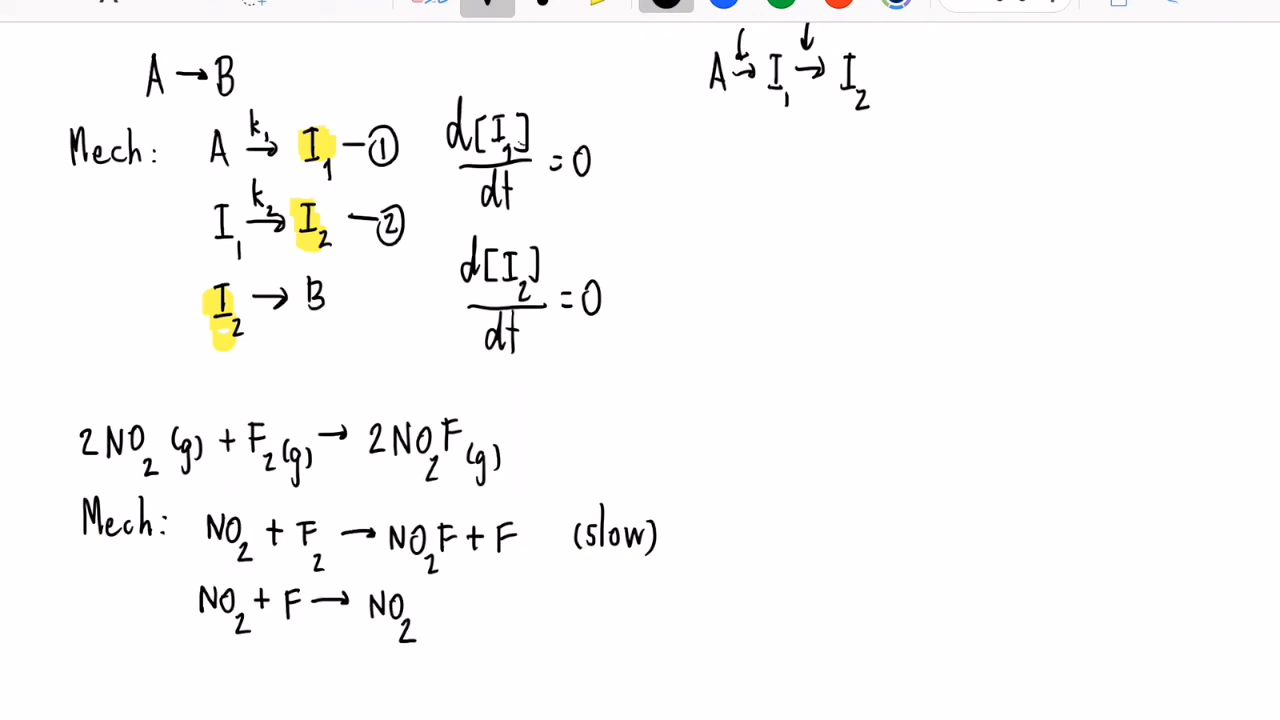 A → B
A → I₁ → I₂
Mech: A k₁→ I₁ — ① d[I₁]/dt = 0
I₁ k₂→ I₂ — ② d[I₂]/dt = 0
I₂ → B
2NO₂(g) + F₂(g) → 2NO₂F(g)
Mech: NO₂ + F₂ → NO₂F + F (slow)
NO₂ + F → NO₂